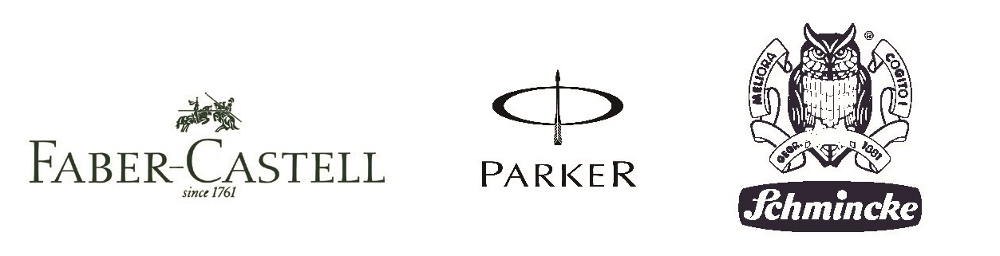 FABER-CASTELL
since 1761
PARKER
®
MELIORA
COGITO !
GEGR. 1881
Schmincke